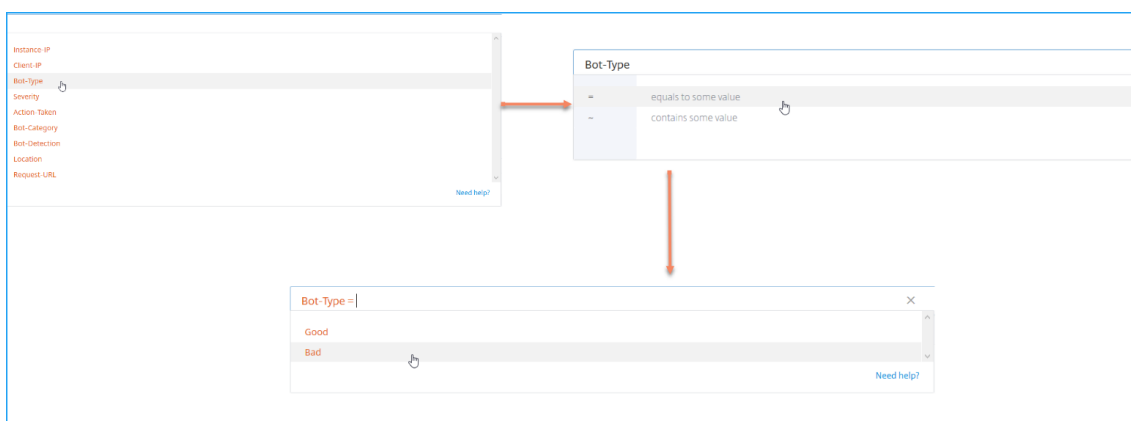 Instance-IP
Client-IP
Bot-Type
Severity
Action-Taken
Bot-Category
Bot-Detection
Location
Request-URL
Need help?
Bot-Type
= equals to some value
~ contains some value
Bot-Type =
Good
Bad
Need help?